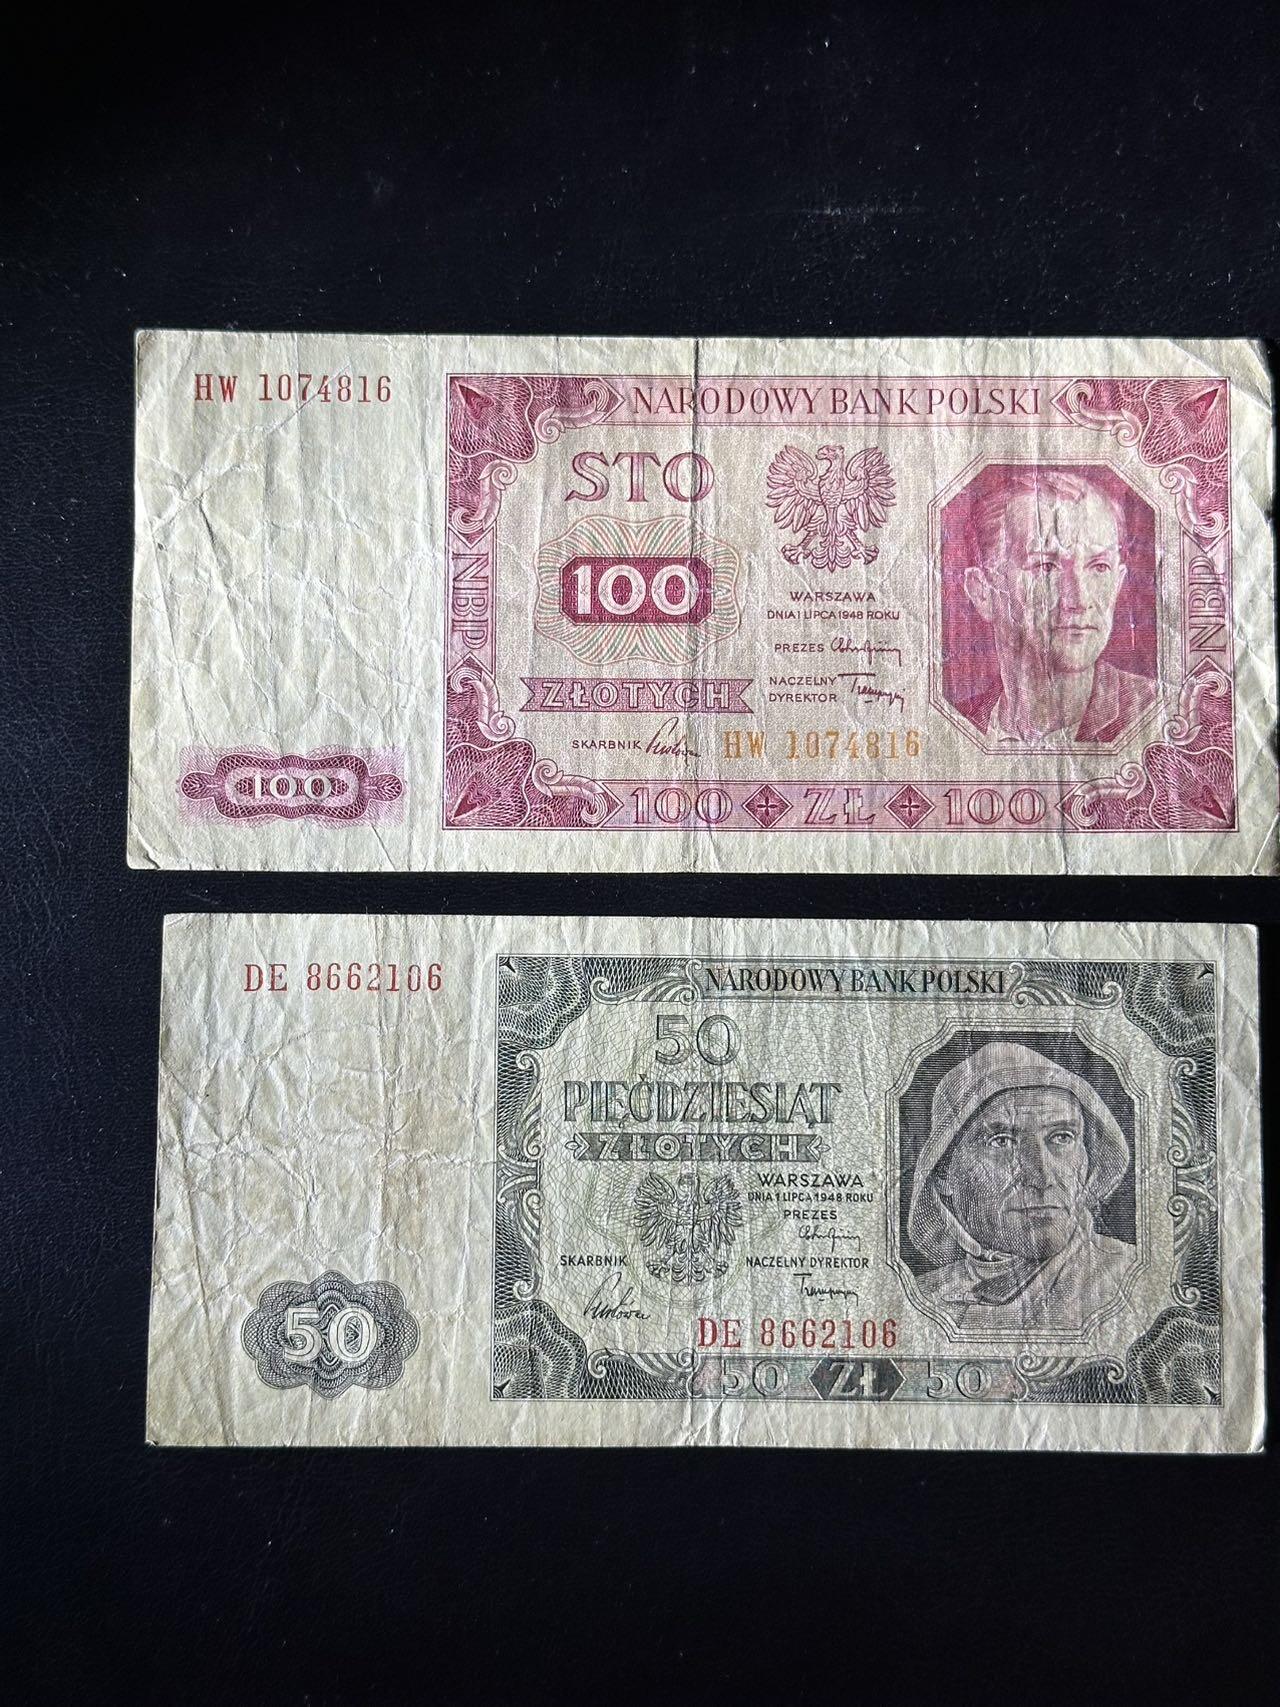 HW 1074816
NARODOWY BANK POLSKI
STO
100
ZŁOTYCH
WARSZAWA
DNIA 1 LIPCA 1948 ROKU
PREZES
NACZELNY
DYREKTOR
SKARBNIK
HW 1074816
NBP
NBP
100
100 ZŁ 100
DE 8662106
NARODOWY BANK POLSKI
50
PIĘĆDZIESIĄT
ZŁOTYCH
WARSZAWA
DNIA 1 LIPCA 1948 ROKU
PREZES
SKARBNIK
NACZELNY DYREKTOR
DE 8662106
50
50 ZŁ 50